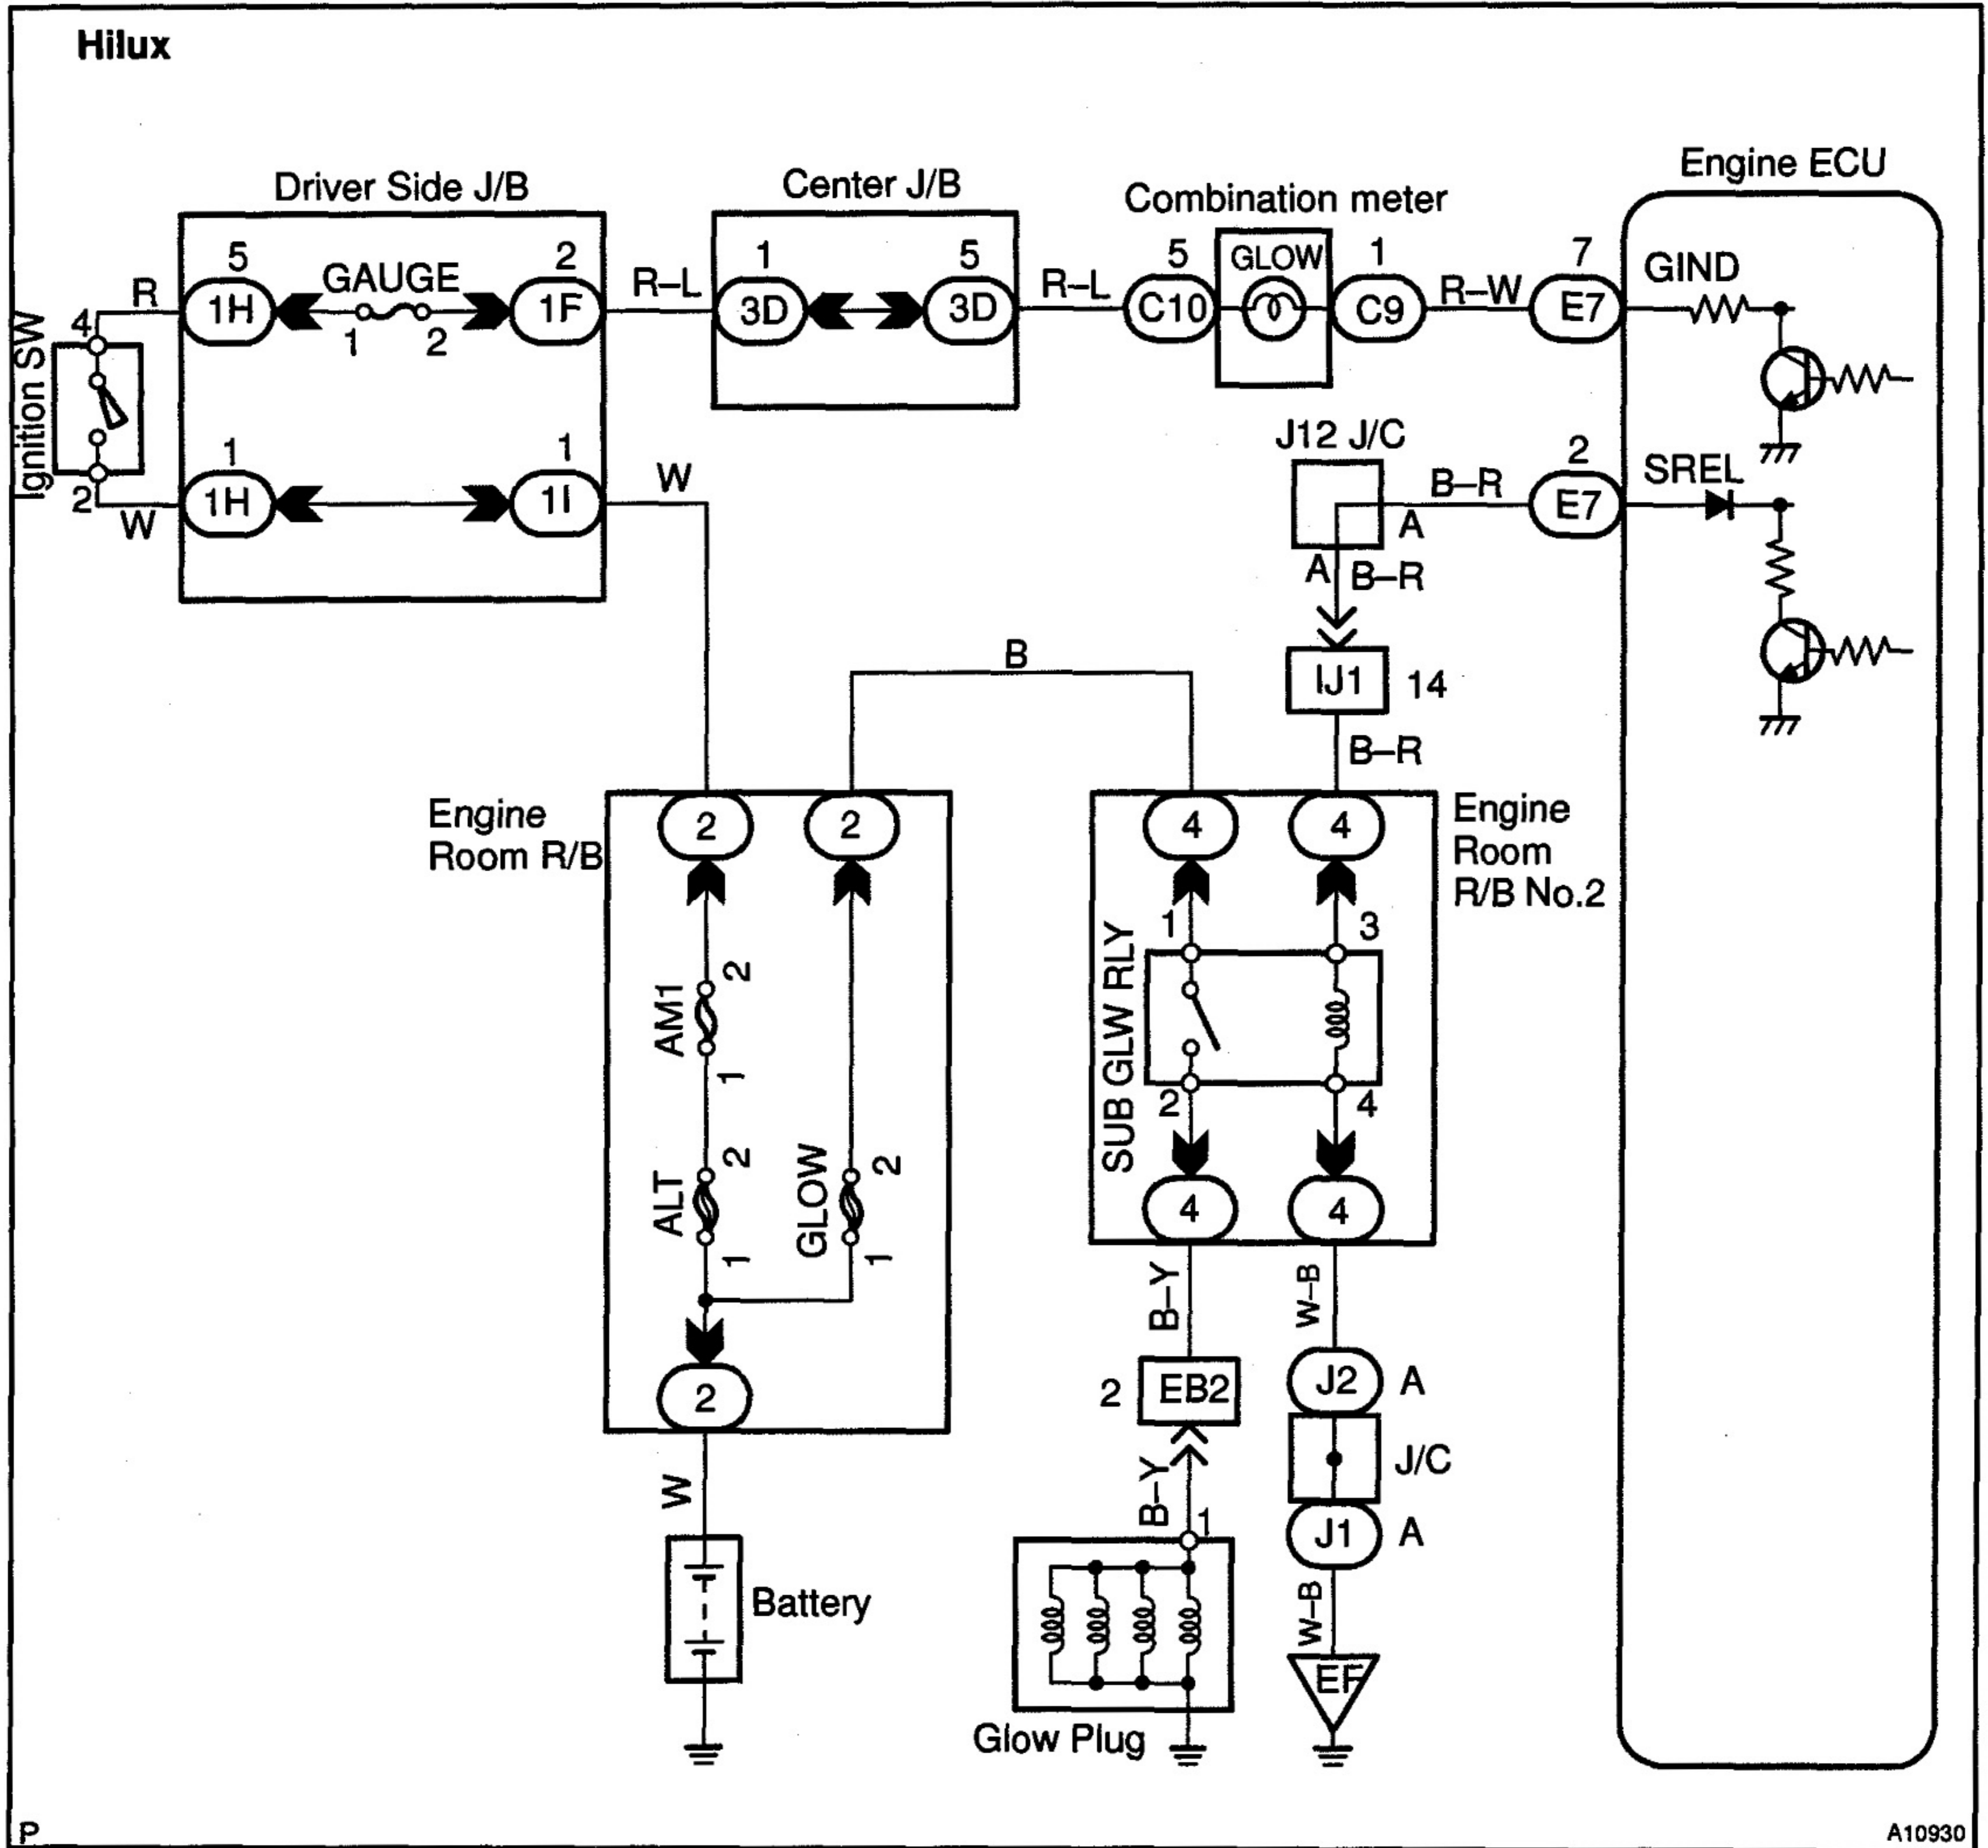 Hilux
Engine ECU
Driver Side J/B
Center J/B
Combination meter
5
GAUGE
2
1
5
5
GLOW
1
7
GIND
R
1H
1F
R–L
3D
3D
R–L
C10
C9
R–W
E7
4
1
2
Ignition SW
J12 J/C
1
1
2
SREL
2
W
1H
1I
W
B–R
E7
A
A
B–R
B
IJ1
14
B–R
Engine
Room R/B
2
2
4
4
Engine
Room
R/B No.2
1
3
SUB GLW RLY
2
AM1
1
2
4
2
ALT
1
GLOW
2
1
4
4
B–Y
W–B
2
2
EB2
J2
A
J/C
W
B–Y
1
J1
A
Battery
W–B
EF
Glow Plug
P
A10930